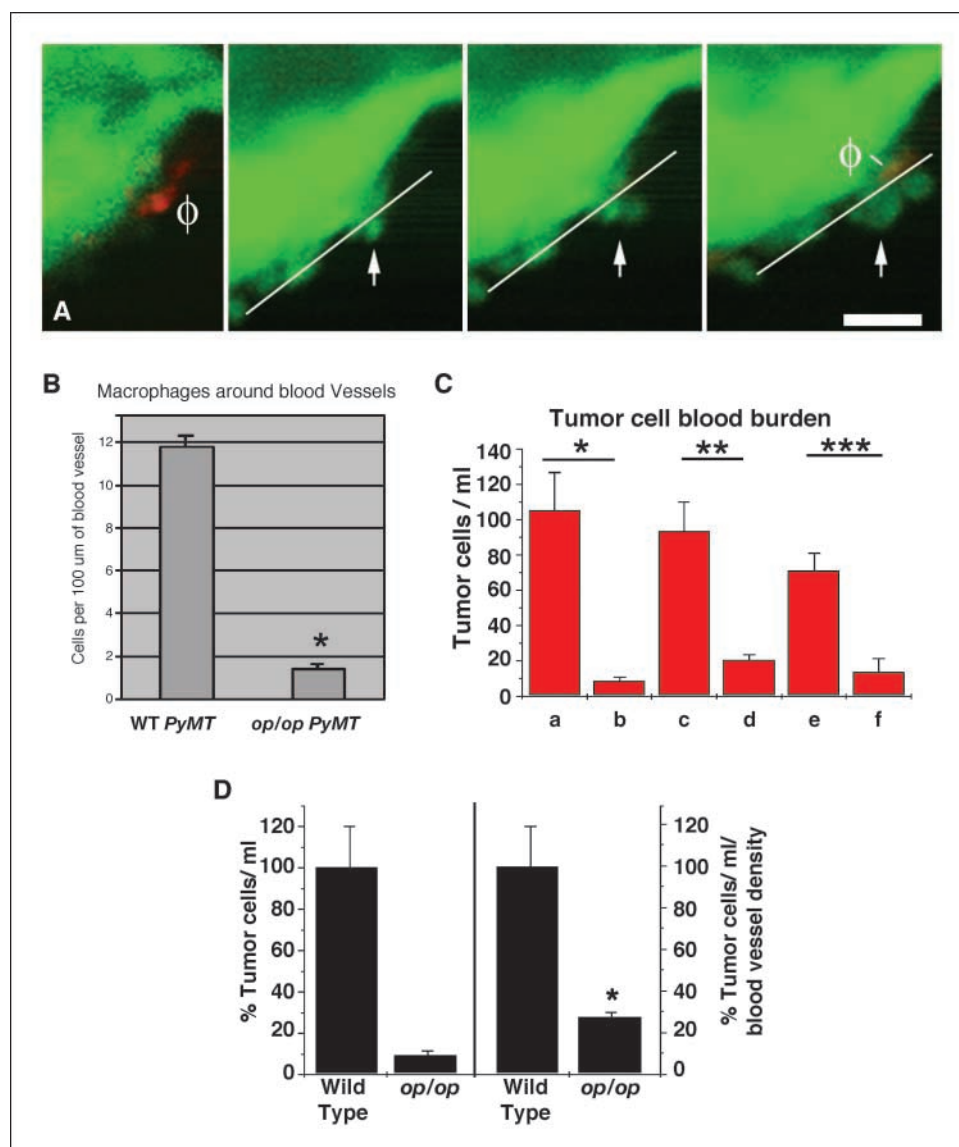 ϕ
ϕ
A
B
Macrophages around blood Vessels
Cells per 100 um of blood vessel
12
10
8
6
4
2
0
*
WT PyMT
op/op PyMT
C
Tumor cell blood burden
Tumor cells / ml
140
120
100
80
60
40
20
0
*
**
***
a
b
c
d
e
f
D
% Tumor cells/ ml
120
100
80
60
40
20
0
Wild
Type
op/op
Wild
Type
op/op
*
120
100
80
60
40
20
0
% Tumor cells/ ml/
blood vessel density